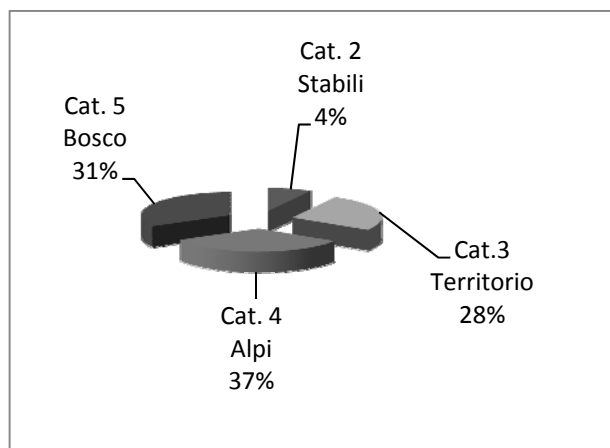 Cat. 2
Stabili
4%
Cat. 5
Bosco
31%
Cat.3
Territorio
28%
Cat. 4
Alpi
37%